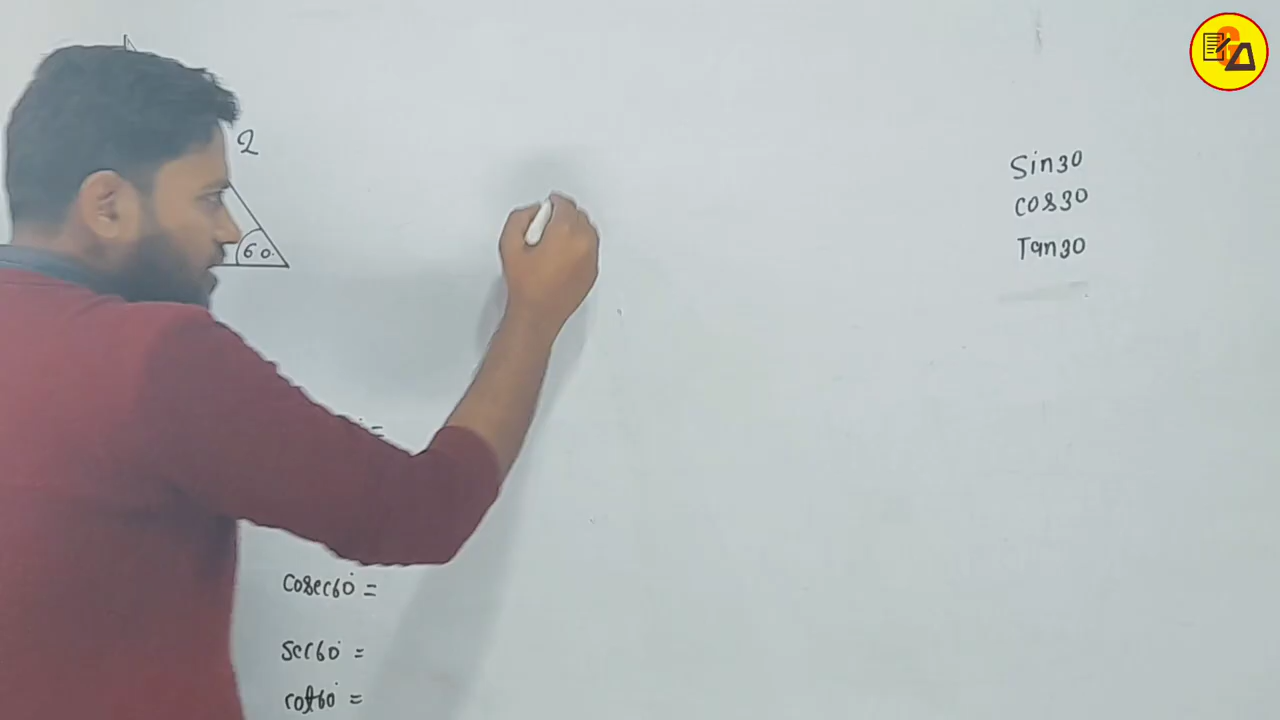 2
60
Sin30
cos30
Tan30
=
cosec60° =
sec60° =
cot60° =